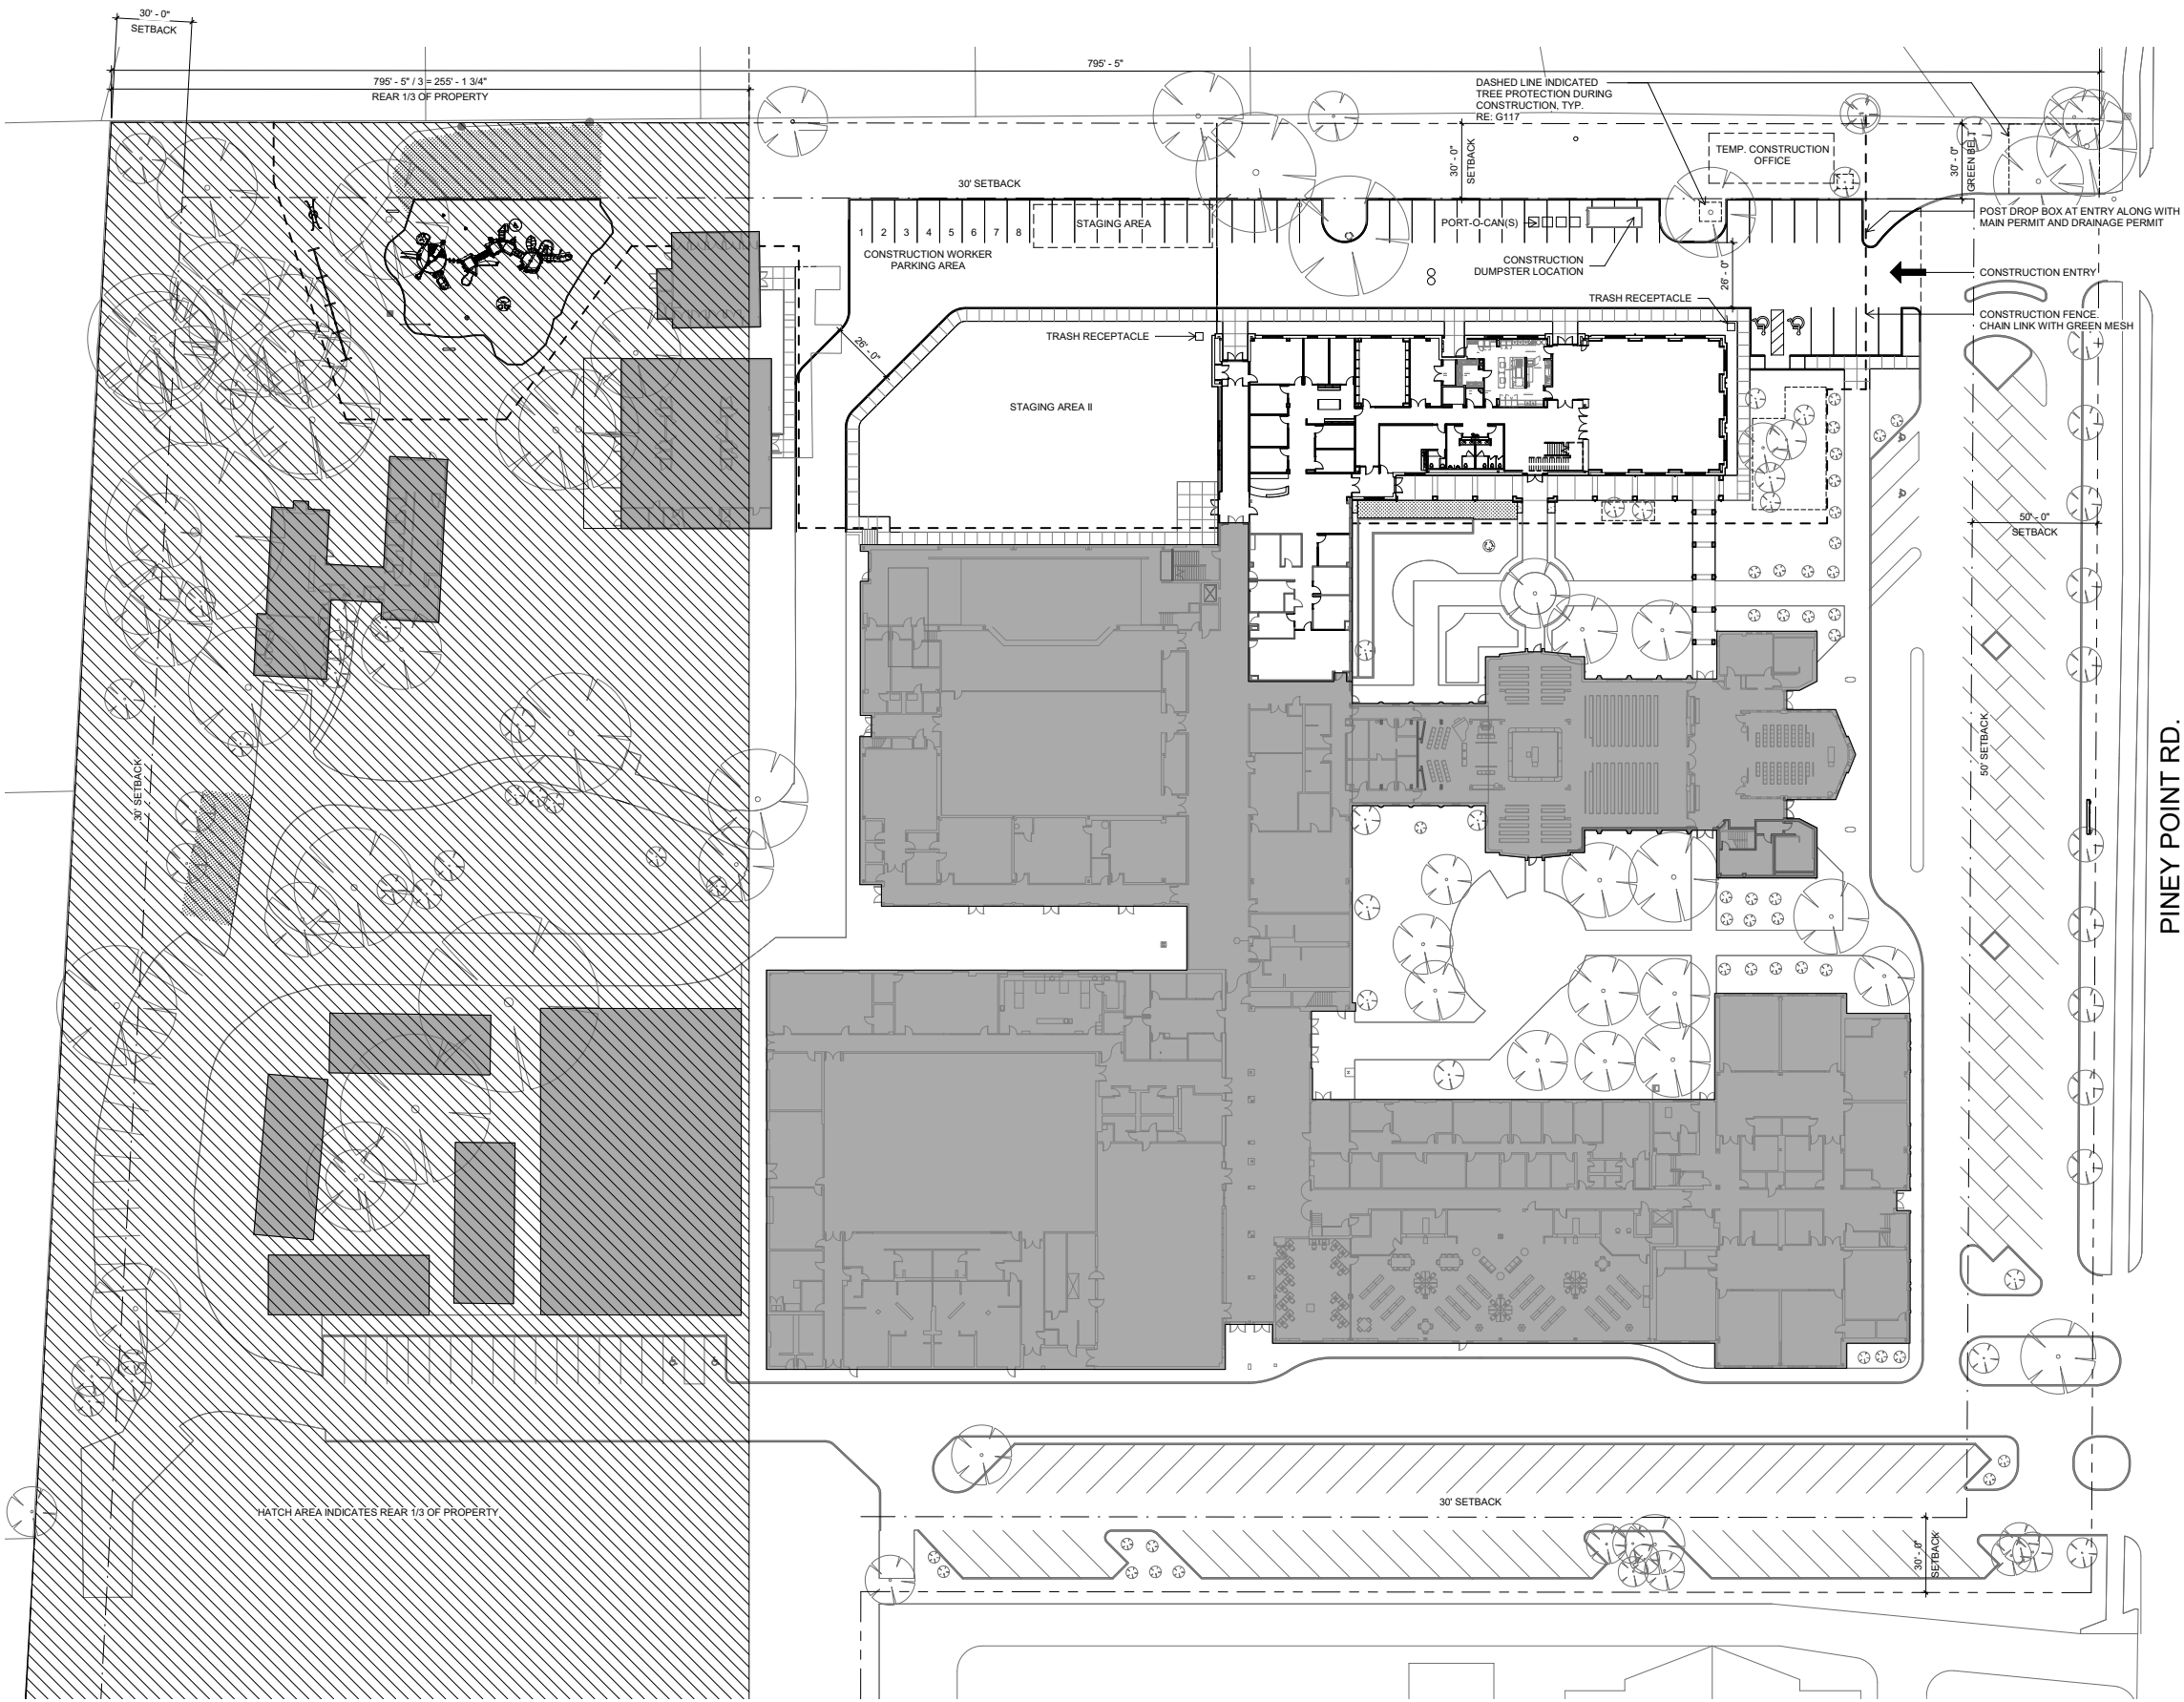 30' - 0"
SETBACK
795' - 5"
795' - 5" / 3 = 255' - 1 3/4"
REAR 1/3 OF PROPERTY
DASHED LINE INDICATED
TREE PROTECTION DURING
CONSTRUCTION, TYP.
RE: G117
30' - 0"
SETBACK
TEMP. CONSTRUCTION
OFFICE
30' - 0"
GREEN BELT
30' SETBACK
POST DROP BOX AT ENTRY ALONG WITH
MAIN PERMIT AND DRAINAGE PERMIT
1 2 3 4 5 6 7 8
STAGING AREA
PORT-O-CAN(S)
CONSTRUCTION WORKER
PARKING AREA
CONSTRUCTION
DUMPSTER LOCATION
26' - 0"
CONSTRUCTION ENTRY
TRASH RECEPTACLE
CONSTRUCTION FENCE.
CHAIN LINK WITH GREEN MESH
TRASH RECEPTACLE
26' - 0"
STAGING AREA II
50' - 0"
SETBACK
50' SETBACK
PINEY POINT RD.
30' SETBACK
HATCH AREA INDICATES REAR 1/3 OF PROPERTY
30' SETBACK
30' - 0"
SETBACK